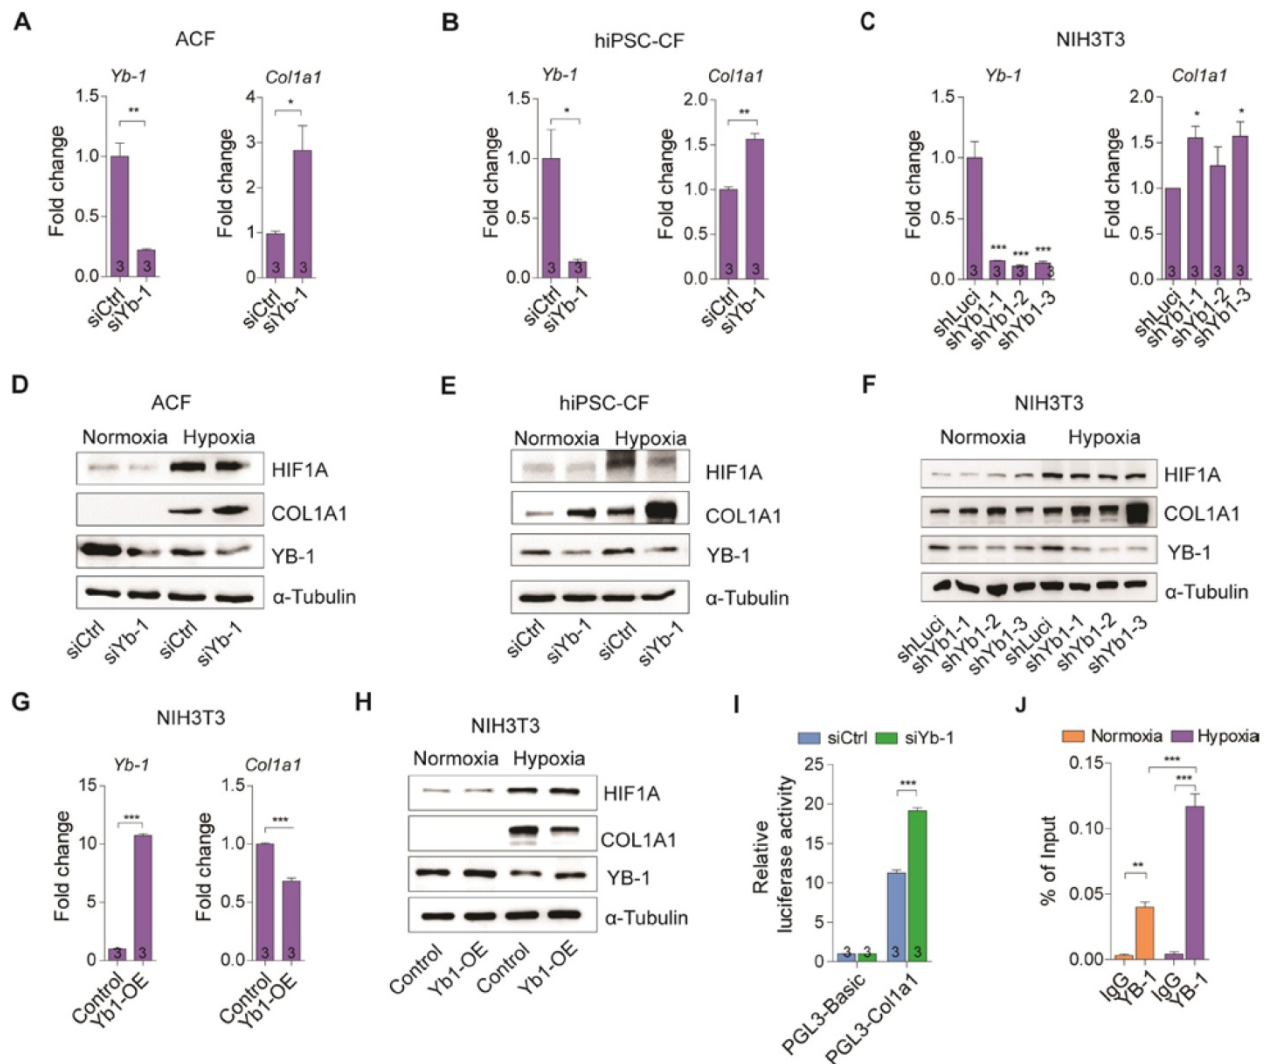 A
ACF
Yb-1
Col1a1
Fold change
1.5
1.0
0.5
0.0
3
3
siCtrl
siYb-1
Fold change
4
3
2
1
0
3
3
siCtrl
siYb-1
B
hiPSC-CF
Yb-1
Col1a1
Fold change
1.5
1.0
0.5
0.0
3
3
siCtrl
siYb-1
Fold change
2.0
1.5
1.0
0.5
0.0
3
3
siCtrl
siYb-1
C
NIH3T3
Yb-1
Col1a1
Fold change
1.5
1.0
0.5
0.0
3
3
3
3
shLuci
shYb1-1
shYb1-2
shYb1-3
Fold change
2.0
1.5
1.0
0.5
0.0
3
3
3
3
shLuci
shYb1-1
shYb1-2
shYb1-3
D
ACF
Normoxia Hypoxia
HIF1A
COL1A1
YB-1
α-Tubulin
siCtrl
siYb-1
siCtrl
siYb-1
E
hiPSC-CF
Normoxia Hypoxia
HIF1A
COL1A1
YB-1
α-Tubulin
siCtrl
siYb-1
siCtrl
siYb-1
F
NIH3T3
Normoxia Hypoxia
HIF1A
COL1A1
YB-1
α-Tubulin
shLuci
shYb1-1
shYb1-2
shYb1-3
shLuci
shYb1-1
shYb1-2
shYb1-3
G
NIH3T3
Yb-1
Col1a1
Fold change
15
10
5
0
3
3
Control
Yb1-OE
Fold change
1.5
1.0
0.5
0.0
3
3
Control
Yb1-OE
H
NIH3T3
Normoxia Hypoxia
HIF1A
COL1A1
YB-1
α-Tubulin
Control
Yb1-OE
Control
Yb1-OE
I
siCtrl siYb-1
Relative
luciferase activity
25
20
15
10
5
0
3
3
3
3
PGL3-Basic
PGL3-Col1a1
J
Normoxia Hypoxia
% of Input
0.15
0.10
0.05
0.00
IgG
YB-1
IgG
YB-1